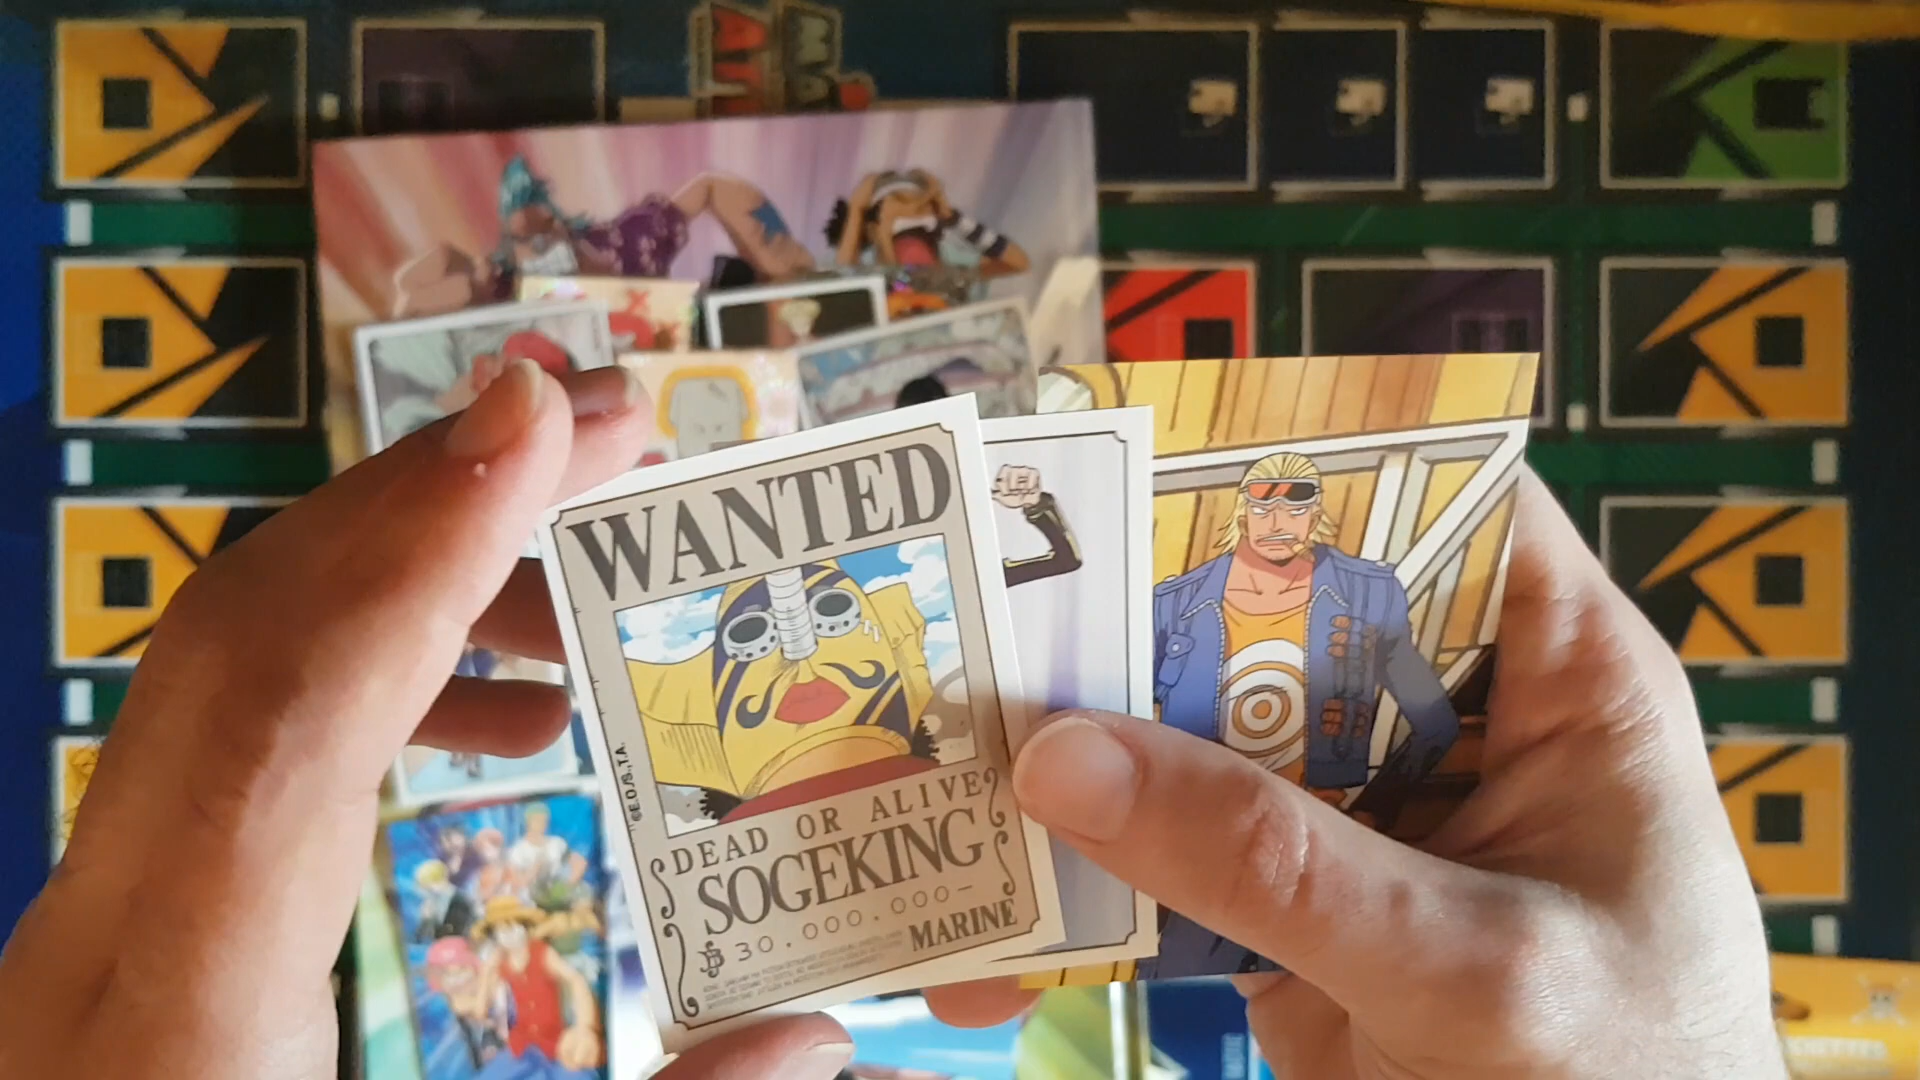 WANTED
©E.O/S.,T.A.
DEAD OR ALIVE
SOGEKING
฿30.000.000-
MARINE